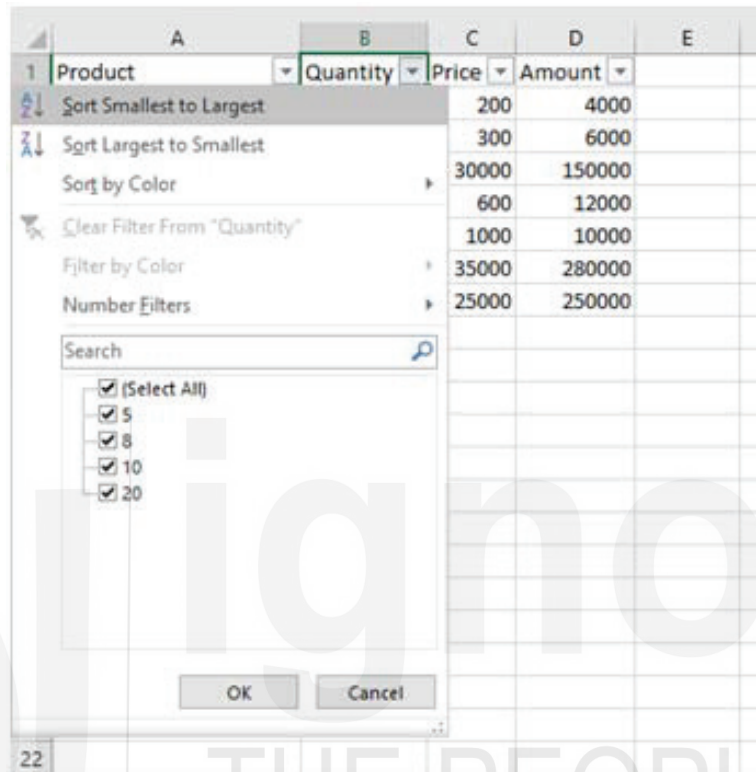 A B C D E
1 Product Quantity Price Amount
Sort Smallest to Largest 200 4000
Sort Largest to Smallest 300 6000
Sort by Color 30000 150000
600 12000
Clear Filter From "Quantity" 1000 10000
Filter by Color 35000 280000
Number Filters 25000 250000
Search
(Select All)
5
8
10
20
OK Cancel
22
igno
THE PEOPL